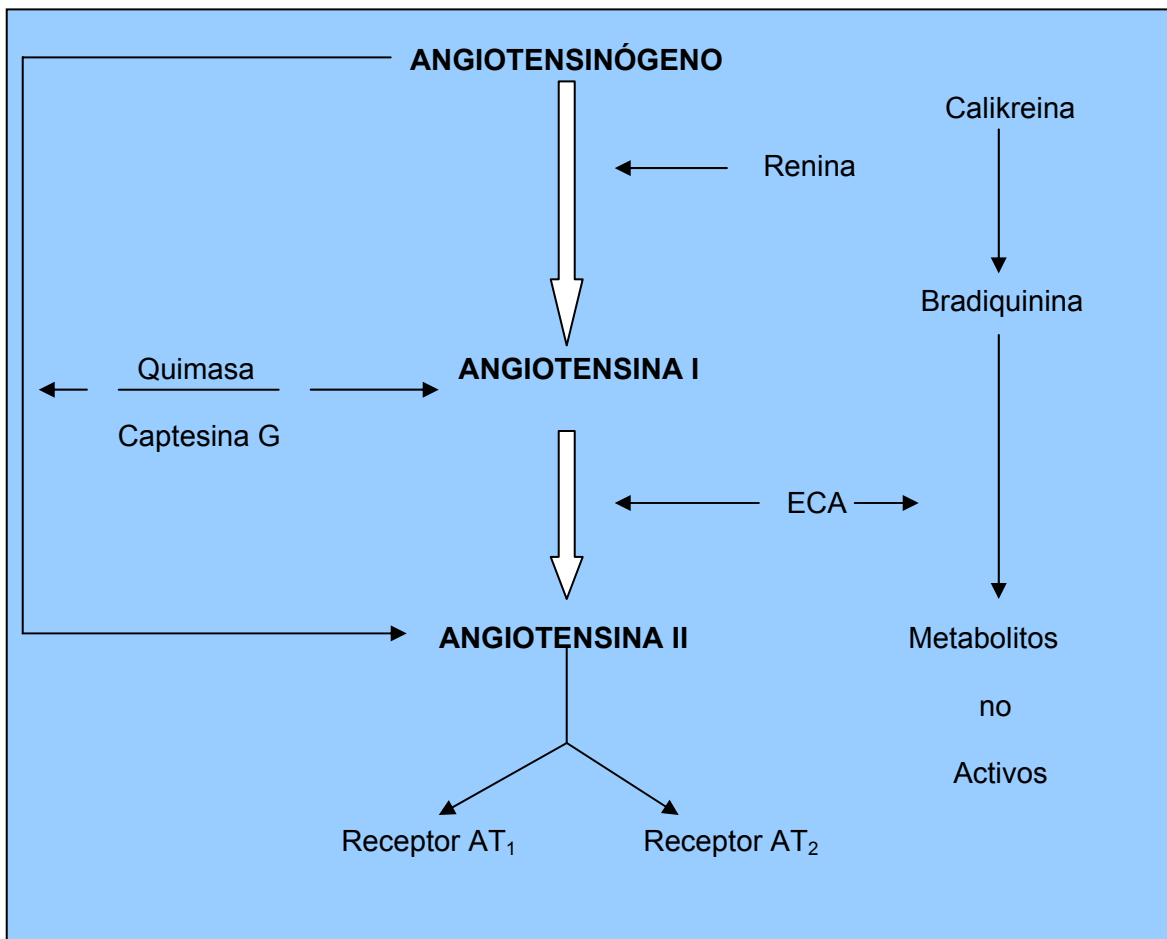 ANGIOTENSINÓGENO
Calikreina
Renina
Bradiquinina
Quimasa
ANGIOTENSINA I
Captesina G
ECA
ANGIOTENSINA II
Metabolitos
no
Activos
Receptor AT₁
Receptor AT₂